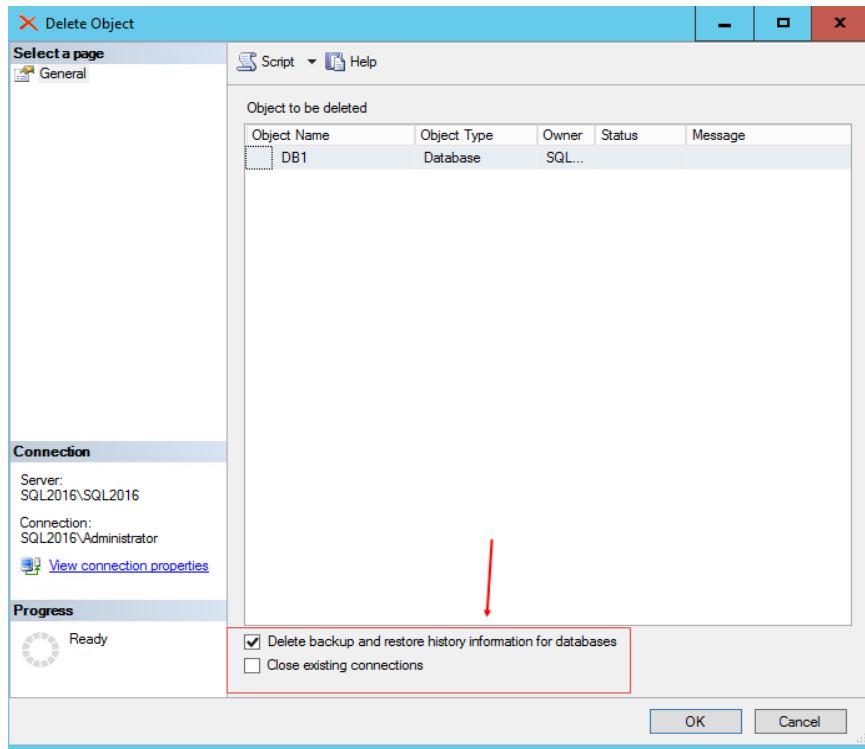 Delete Object
Select a page
General
Script
Help
Object to be deleted
Object Name Object Type Owner Status Message
DB1 Database SQL...
Connection
Server:
SQL2016\SQL2016
Connection:
SQL2016\Administrator
View connection properties
Progress
Ready
Delete backup and restore history information for databases
Close existing connections
OK Cancel